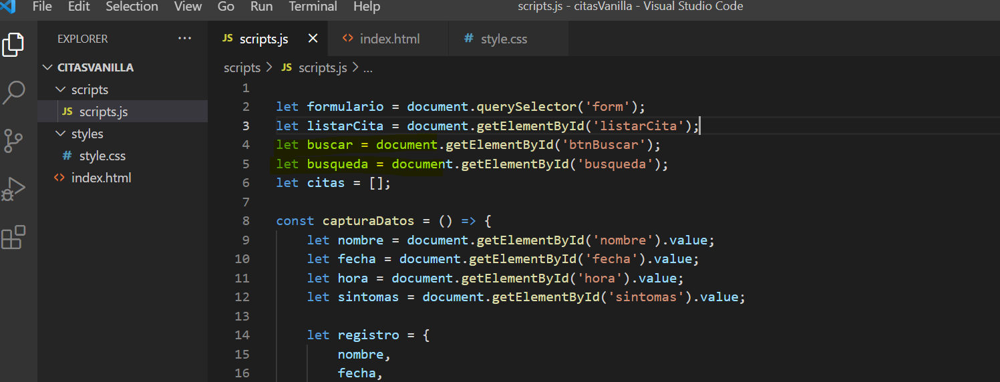 File Edit Selection View Go Run Terminal Help scripts.js - citasVanilla - Visual Studio Code
EXPLORER ...
JS scripts.js × <> index.html # style.css
CITASVANILLA
scripts > JS scripts.js > ...
scripts
JS scripts.js
styles
# style.css
<> index.html
1
2 let formulario = document.querySelector('form');
3 let listarCita = document.getElementById('listarCita');
4 let buscar = document.getElementById('btnBuscar');
5 let busqueda = document.getElementById('busqueda');
6 let citas = [];
7
8 const capturaDatos = () => {
9 let nombre = document.getElementById('nombre').value;
10 let fecha = document.getElementById('fecha').value;
11 let hora = document.getElementById('hora').value;
12 let sintomas = document.getElementById('sintomas').value;
13
14 let registro = {
15 nombre,
16 fecha,